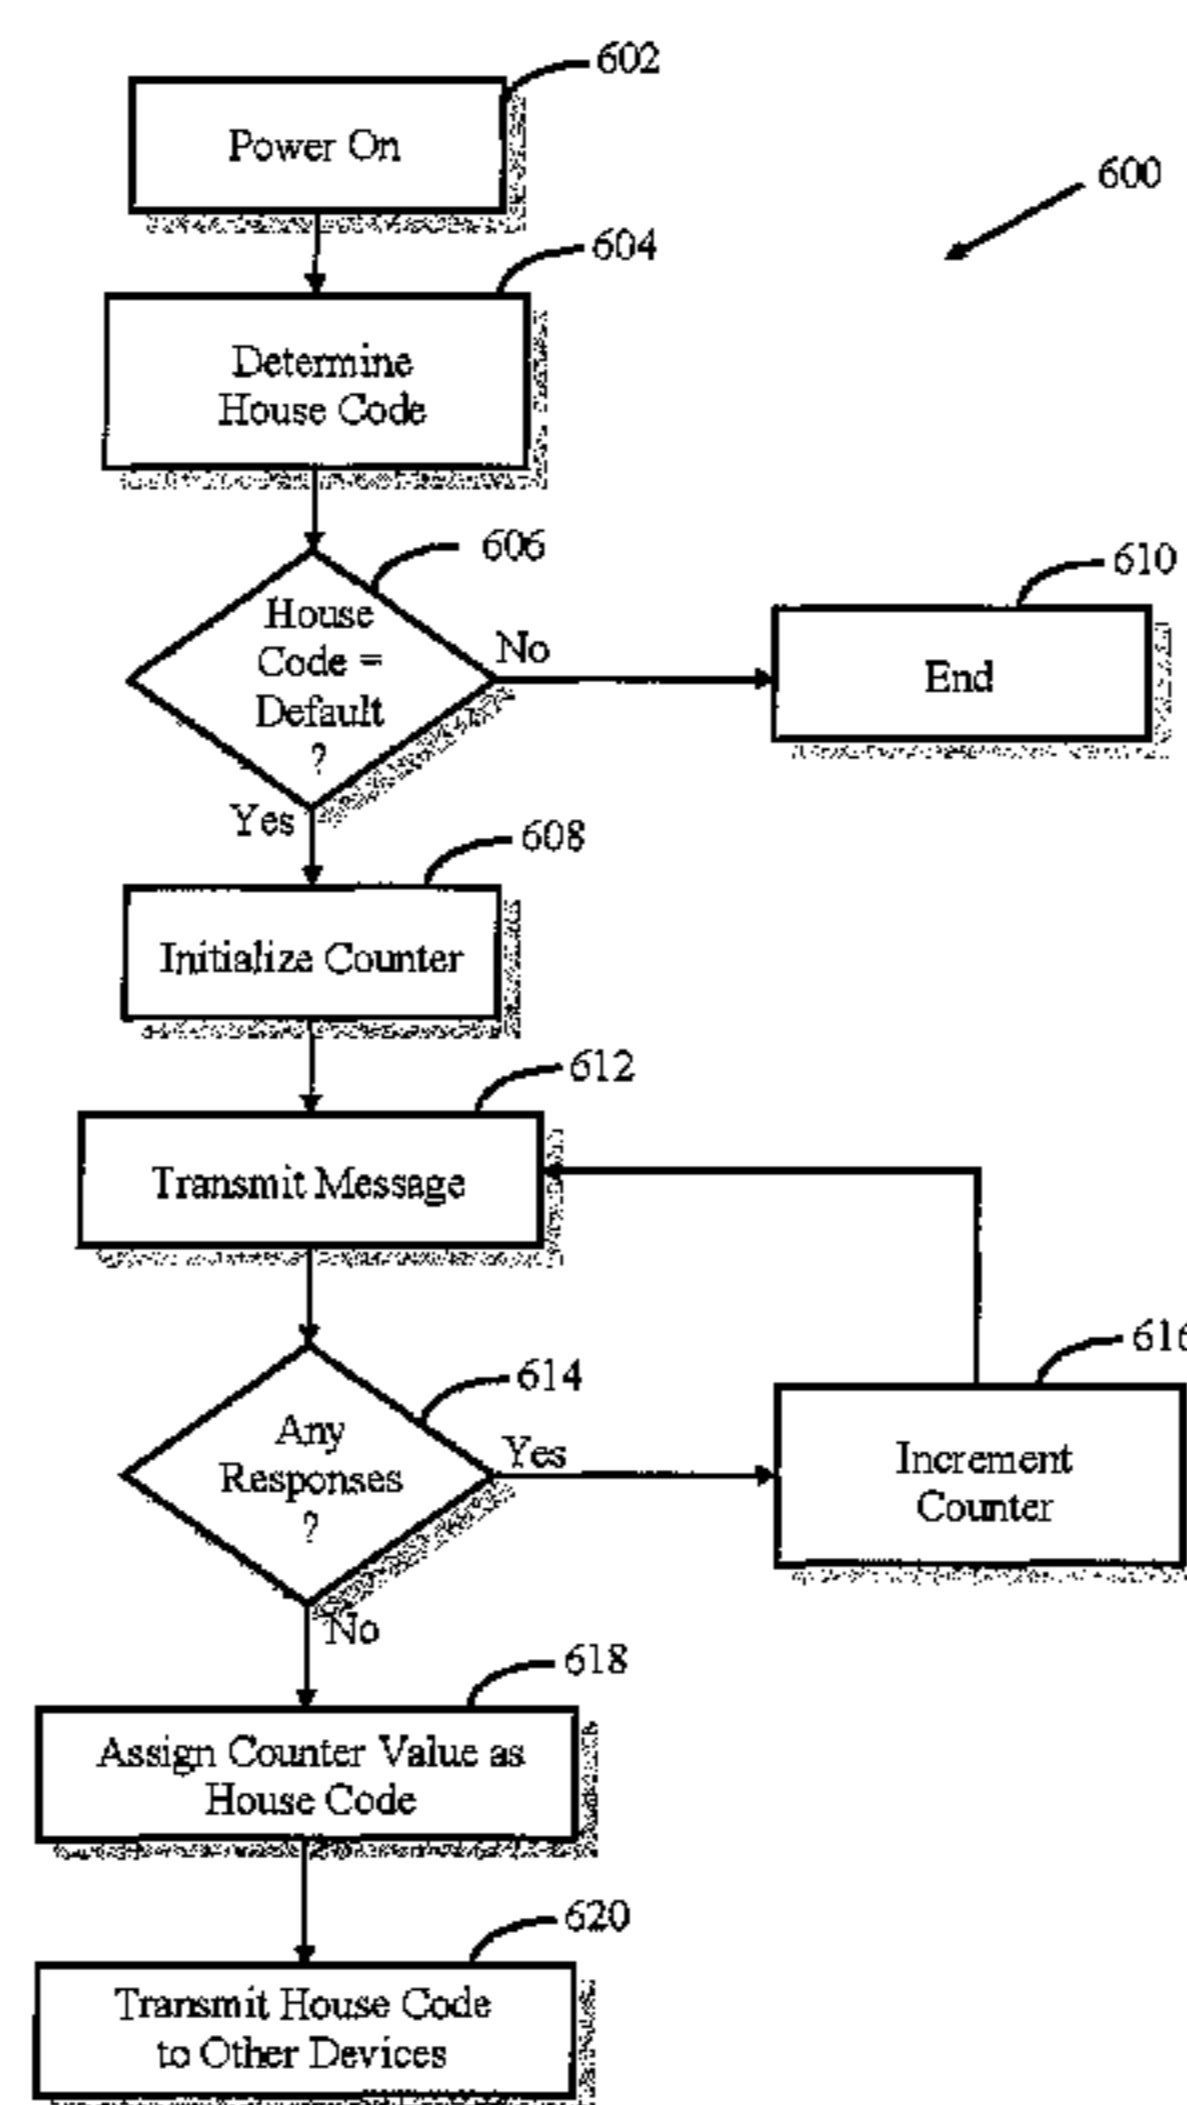 602
Power On
600
604
Determine
House Code
606
House
Code =
Default
?
No
610
End
Yes
608
Initialize Counter
612
Transmit Message
614
Any
Responses
?
Yes
616
Increment
Counter
No
618
Assign Counter Value as
House Code
620
Transmit House Code
to Other Devices